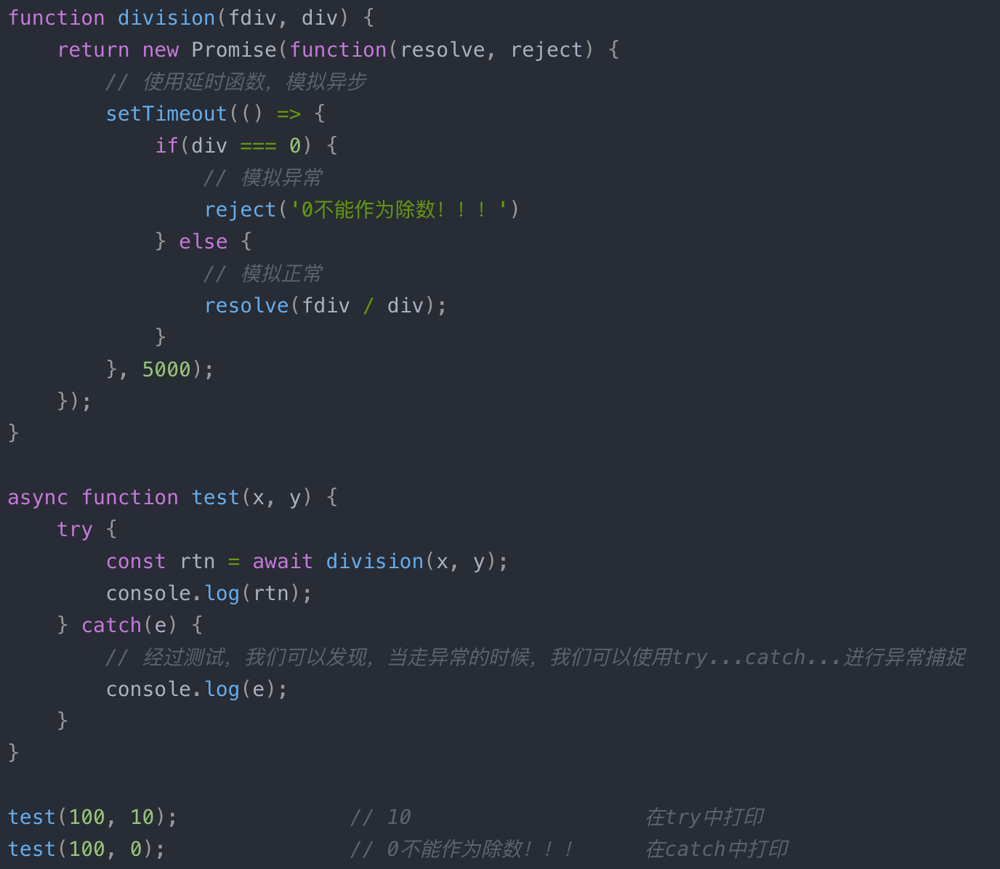 function division(fdiv, div) {
    return new Promise(function(resolve, reject) {
        // 使用延时函数，模拟异步
        setTimeout(() => {
            if(div === 0) {
                // 模拟异常
                reject('0不能作为除数！！！')
            } else {
                // 模拟正常
                resolve(fdiv / div);
            }
        }, 5000);
    });
}

async function test(x, y) {
    try {
        const rtn = await division(x, y);
        console.log(rtn);
    } catch(e) {
        // 经过测试，我们可以发现，当走异常的时候，我们可以使用try...catch...进行异常捕捉
        console.log(e);
    }
}

test(100, 10);              // 10                   在try中打印
test(100, 0);               // 0不能作为除数！！！      在catch中打印